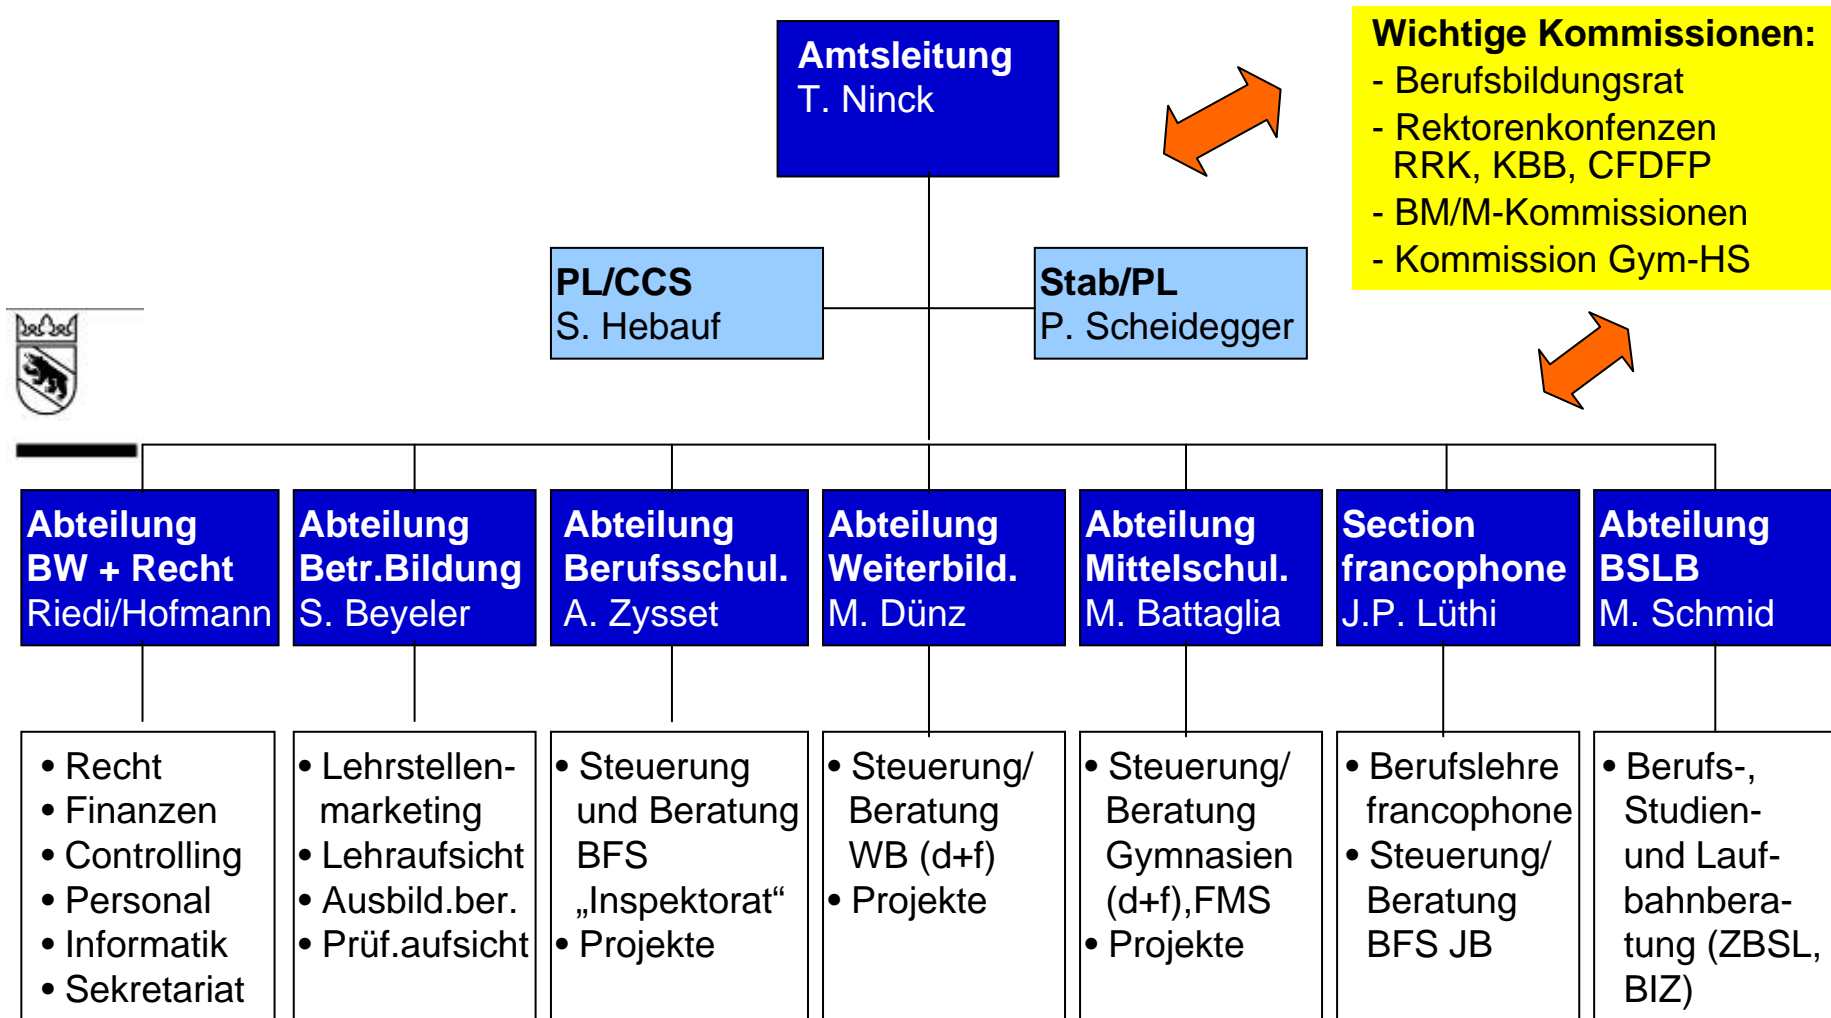 Amtsleitung
T. Ninck
Wichtige Kommissionen:
- Berufsbildungsrat
- Rektorenkonfenzen
RRK, KBB, CFDFP
- BM/M-Kommissionen
- Kommission Gym-HS
PL/CCS
S. Hebauf
Stab/PL
P. Scheidegger
Abteilung
BW + Recht
Riedi/Hofmann
Abteilung
Betr.Bildung
S. Beyeler
Abteilung
Berufsschul.
A. Zysset
Abteilung
Weiterbild.
M. Dünz
Abteilung
Mittelschul.
M. Battaglia
Section
francophone
J.P. Lüthi
Abteilung
BSLB
M. Schmid
• Recht
• Finanzen
• Controlling
• Personal
• Informatik
• Sekretariat
• Lehrstellen-
marketing
• Lehraufsicht
• Ausbild.ber.
• Prüf.aufsicht
• Steuerung
und Beratung
BFS
„Inspektorat“
• Projekte
• Steuerung/
Beratung
WB (d+f)
• Projekte
• Steuerung/
Beratung
Gymnasien
(d+f),FMS
• Projekte
• Berufslehre
francophone
• Steuerung/
Beratung
BFS JB
• Berufs-,
Studien-
und Lauf-
bahnbera-
tung (ZBSL,
BIZ)